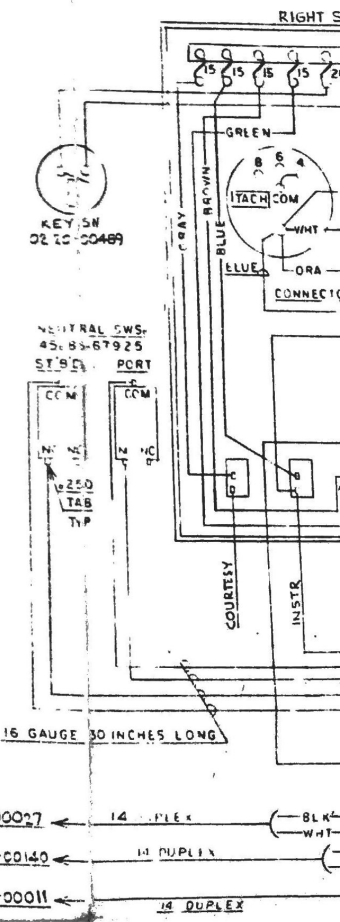 RIGHT S
15 15 15 15 20
GREEN
8 6 4
KEY SW
TACH COM
GRAY
BROWN
BLUE
WHT
BLUE
ORA
CONNECTO
NEUTRAL SWS.
ST'B'D. PORT
COM COM
NC
.250
TAB
TYP
COURTESY
INSTR
16 GAUGE 30 INCHES LONG
00027 14 DUPLEX BLK
WHT
00140 14 DUPLEX
00011 14 DUPLEX